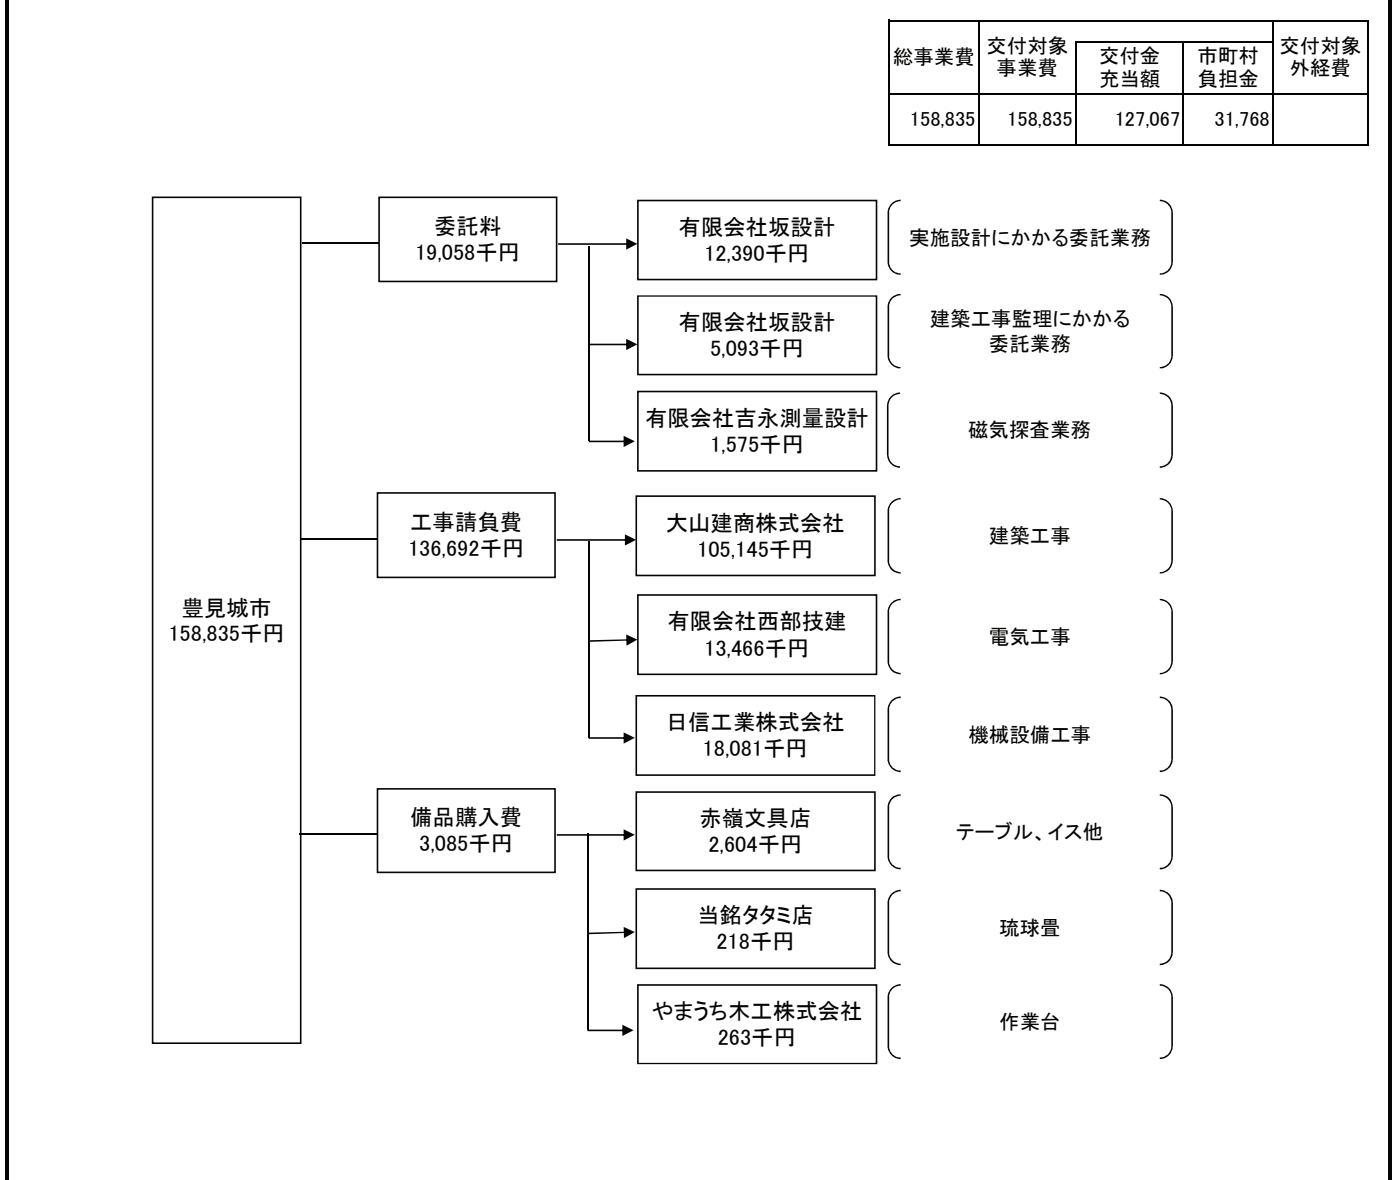 総事業費
交付対象
事業費
交付金
充当額
市町村
負担金
交付対象
外経費
158,835
158,835
127,067
31,768
豊見城市
158,835千円
委託料
19,058千円
有限会社坂設計
12,390千円
実施設計にかかる委託業務
有限会社坂設計
5,093千円
建築工事監理にかかる
委託業務
有限会社吉永測量設計
1,575千円
磁気探査業務
工事請負費
136,692千円
大山建商株式会社
105,145千円
建築工事
有限会社西部技建
13,466千円
電気工事
日信工業株式会社
18,081千円
機械設備工事
備品購入費
3,085千円
赤嶺文具店
2,604千円
テーブル、イス他
当銘タタミ店
218千円
琉球畳
やまうち木工株式会社
263千円
作業台